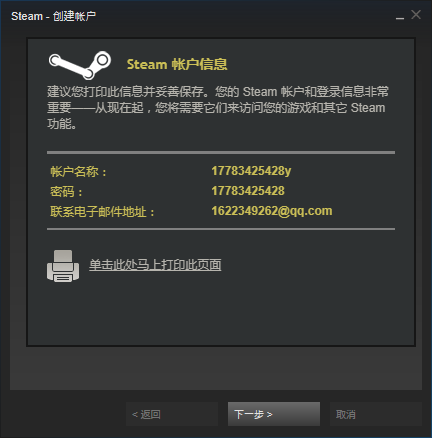 Steam - 创建帐户
Steam 帐户信息
建议您打印此信息并妥善保存。您的 Steam 帐户和登录信息非常
重要——从现在起，您将需要它们来访问您的游戏和其它 Steam
功能。
帐户名称： 17783425428y
密码： 17783425428
联系电子邮件地址： 1622349262@qq.com
单击此处马上打印此页面
< 返回 下一步 > 取消